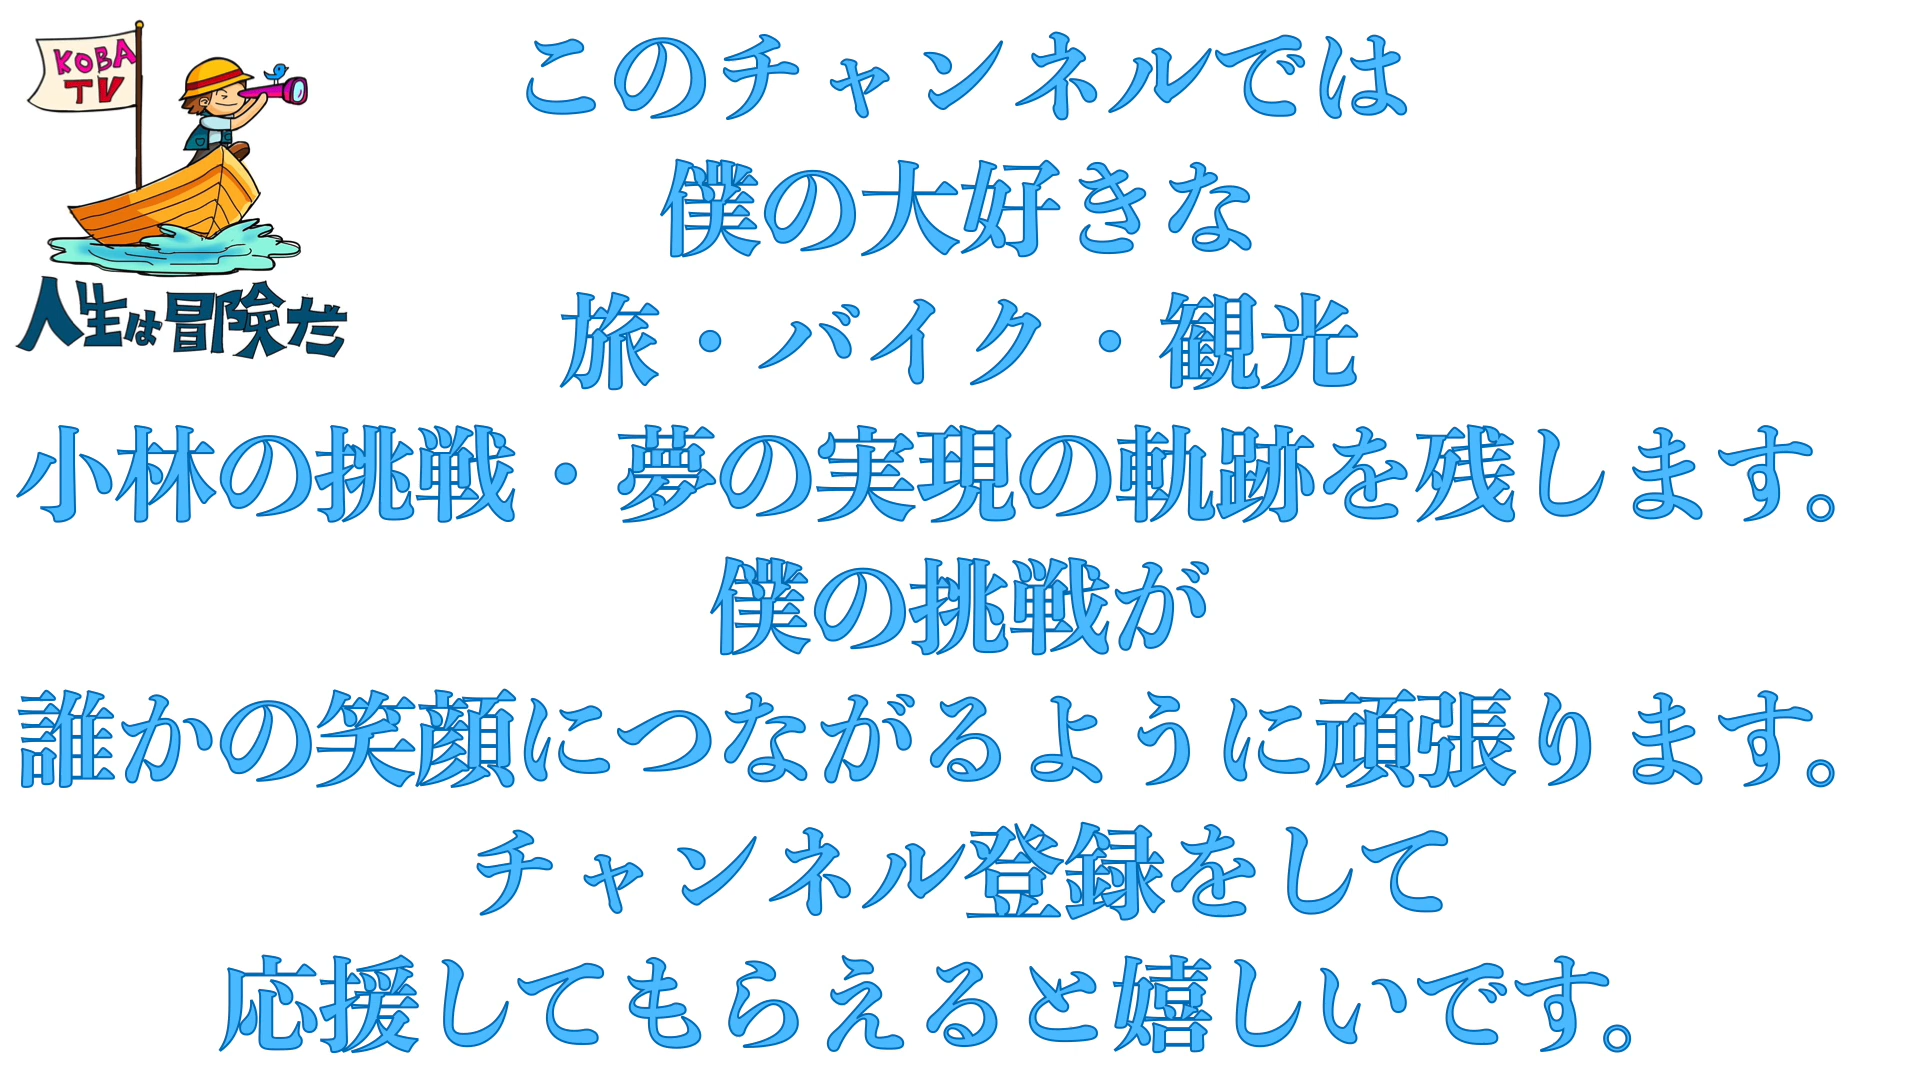 KOBA
TV
人生は冒険だ
このチャンネルでは
僕の大好きな
旅・バイク・観光
小林の挑戦・夢の実現の軌跡を残します。
僕の挑戦が
誰かの笑顔につながるように頑張ります。
チャンネル登録をして
応援してもらえると嬉しいです。